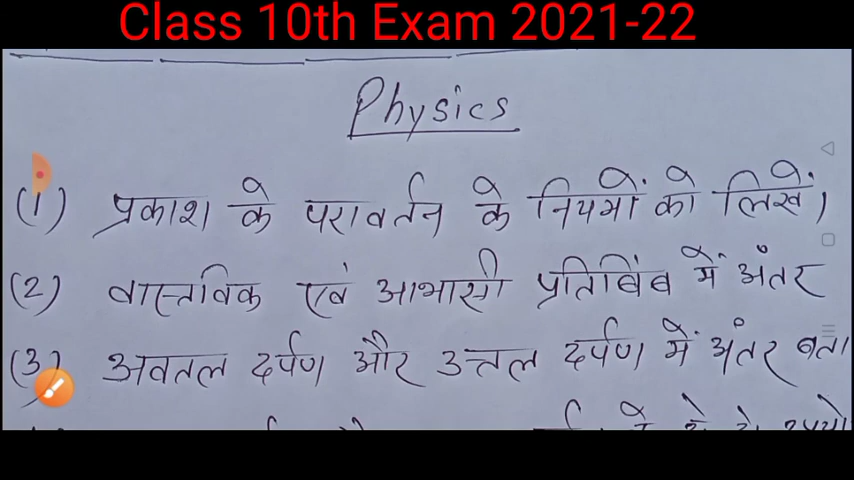 Class 10th Exam 2021-22
Physics
(1) प्रकाश के परावर्तन के नियमों को लिखें।
(2) वास्तविक एवं आभासी प्रतिबिंब में अंतर
(3) अवतल दर्पण और उत्तल दर्पण में अंतर बता